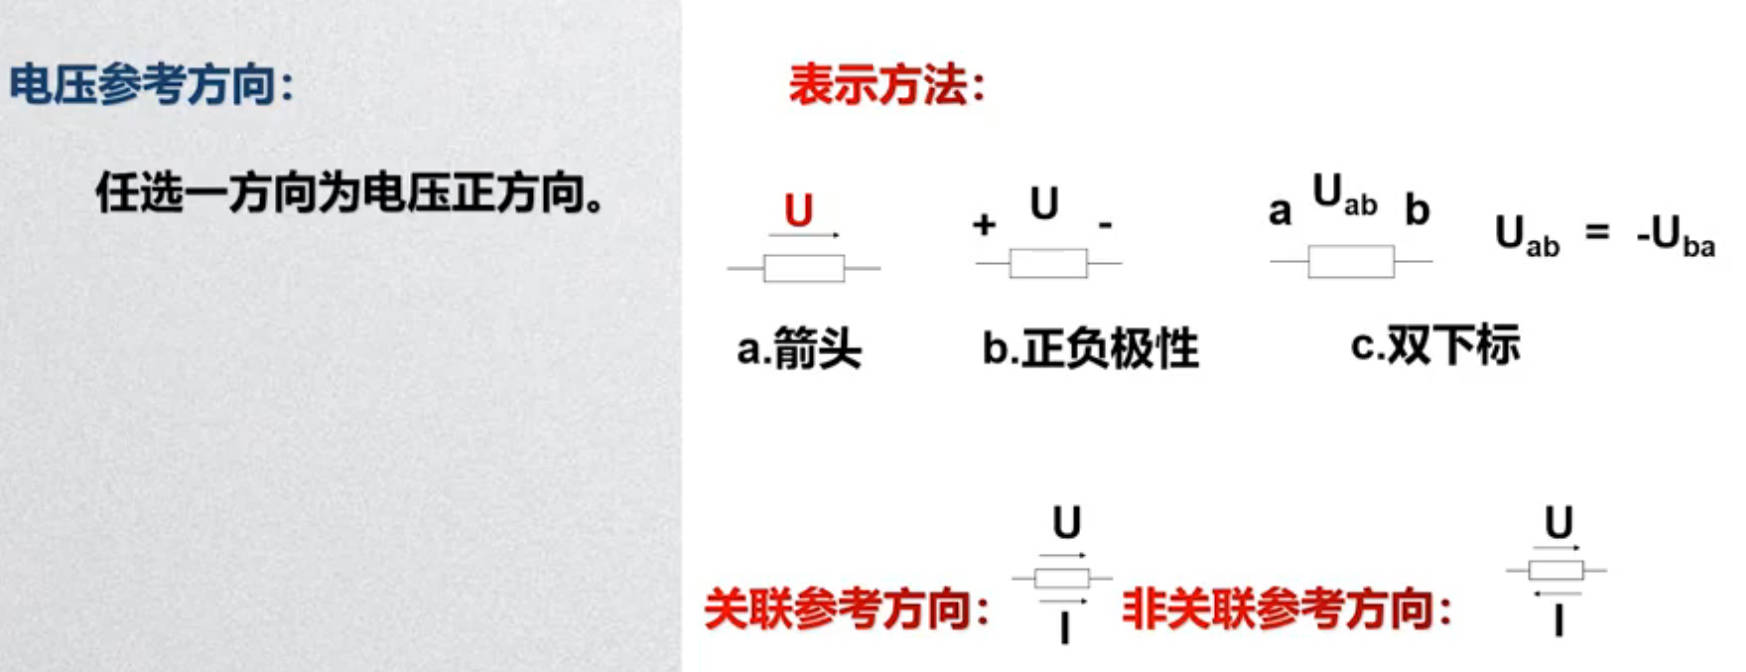 电压参考方向：
任选一方向为电压正方向。
表示方法：
U
a.箭头
+ U -
b.正负极性
a Uab b
c.双下标
Uab = -Uba
关联参考方向：
U
I
非关联参考方向：
U
I